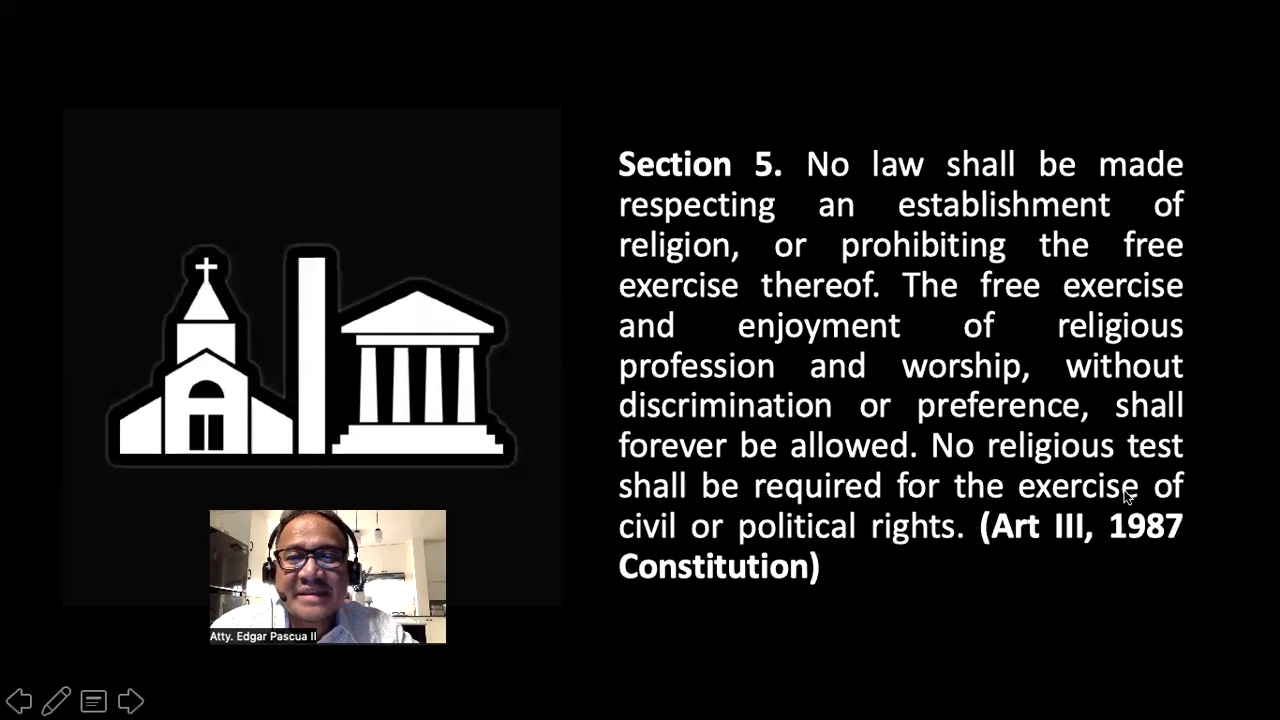 Section 5. No law shall be made
respecting an establishment of
religion, or prohibiting the free
exercise thereof. The free exercise
and enjoyment of religious
profession and worship, without
discrimination or preference, shall
forever be allowed. No religious test
shall be required for the exercise of
civil or political rights. (Art III, 1987
Constitution)
Atty. Edgar Pascua II